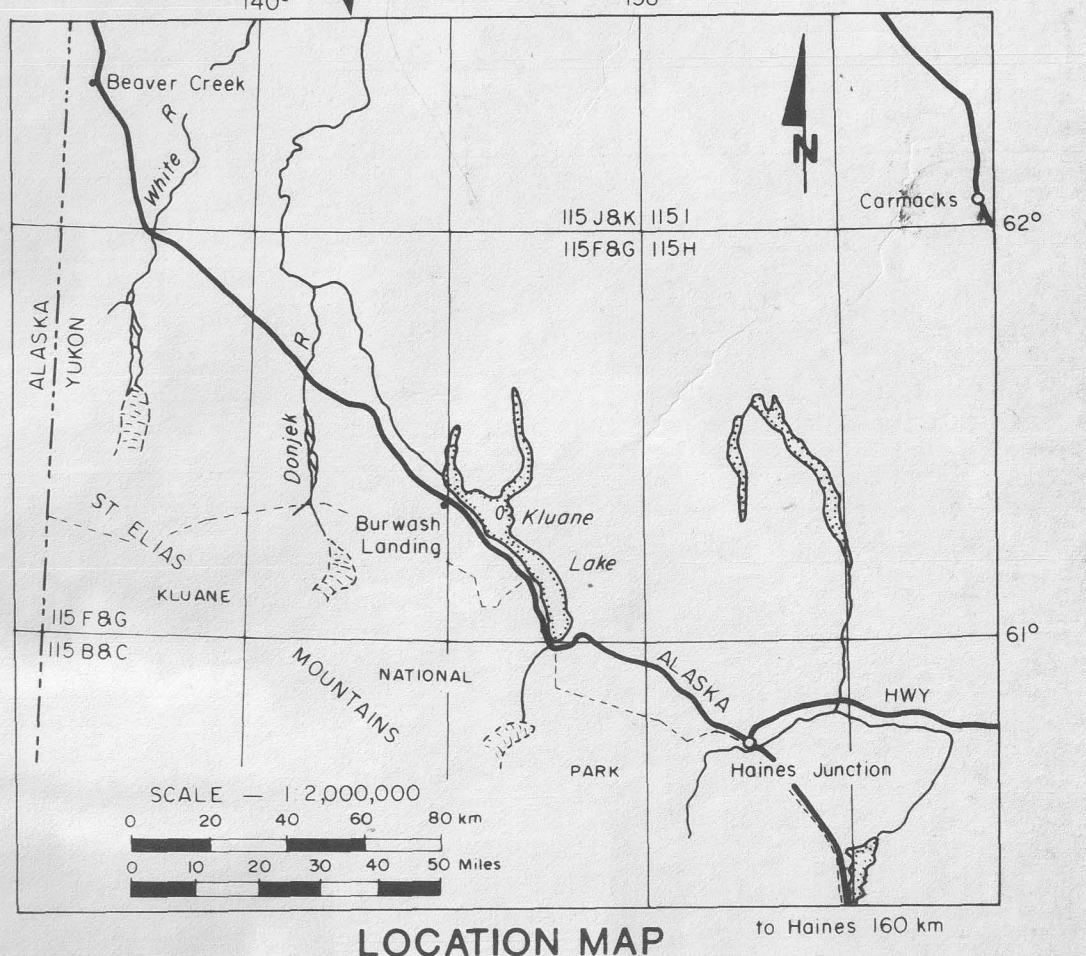 140°
Beaver Creek
White R
N
Carmacks
115 J&K 115 I
62°
115 F&G 115 H
ALASKA
YUKON
Donjek R
ST ELIAS
Burwash
Landing
Kluane
Lake
KLUANE
115 F&G
61°
115 B&C
MOUNTAINS
NATIONAL
ALASKA
HWY
PARK
Haines Junction
SCALE — 1:2,000,000
0 20 40 60 80 km
0 10 20 30 40 50 Miles
to Haines 160 km
LOCATION MAP